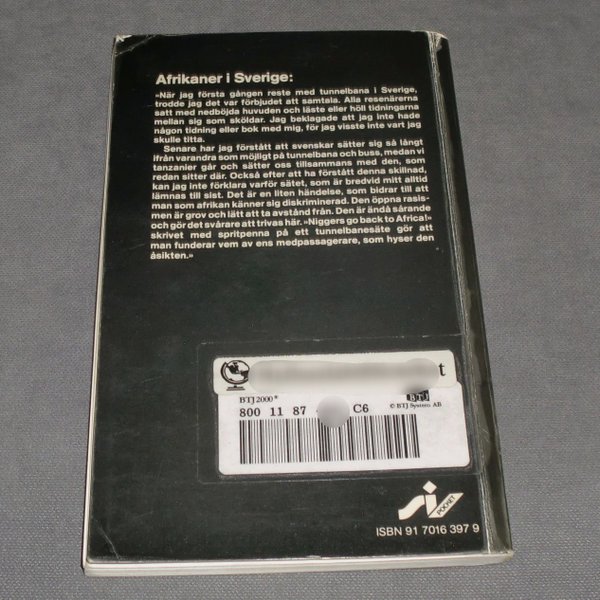 Afrikaner i Sverige:
»När jag första gången reste med tunnelbana i Sverige,
trodde jag det var förbjudet att samtala. Alla resenärerna
satt med nedböjda huvuden och läste eller höll tidningarna
mellan sig som sköldar. Jag beklagade att jag inte hade
någon tidning eller bok med mig, för jag visste inte vart jag
skulle titta.
Senare har jag förstått att svenskar sätter sig så långt
ifrån varandra som möjligt på tunnelbana och buss, medan vi
tanzanier går och sätter oss tillsammans med den, som
redan sitter där. Också efter att ha förstått denna skillnad,
kan jag inte förklara varför sätet, som är bredvid mitt alltid
lämnas till sist. Det är en liten händelse, som bidrar till att
man som afrikan känner sig diskriminerad. Den öppna rasis-
men är grov och lätt att ta avstånd från. Den är ändå sårande
och gör det svårare att trivas här. »Niggers go back to Africa!«
skrivet med spritpenna på ett tunnelbanesäte gör att
man funderar vem av ens medpassagerare, som hyser den
åsikten.»
t
BTJ2000* BTJ
800 11 87 C6 © BTJ System AB
POCKET
ISBN 91 7016 397 9